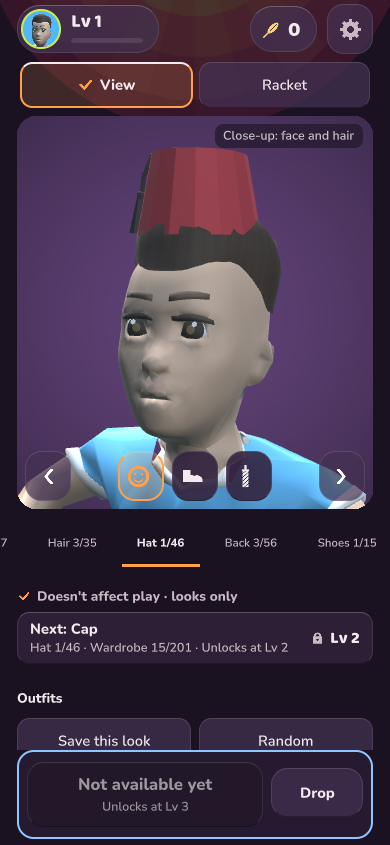 Lv 1
0
View
Racket
Close-up: face and hair
7
Hair 3/35
Hat 1/46
Back 3/56
Shoes 1/15
Doesn't affect play · looks only
Next: Cap
Hat 1/46 · Wardrobe 15/201 · Unlocks at Lv 2
Lv 2
Outfits
Save this look
Random
Not available yet
Unlocks at Lv 3
Drop